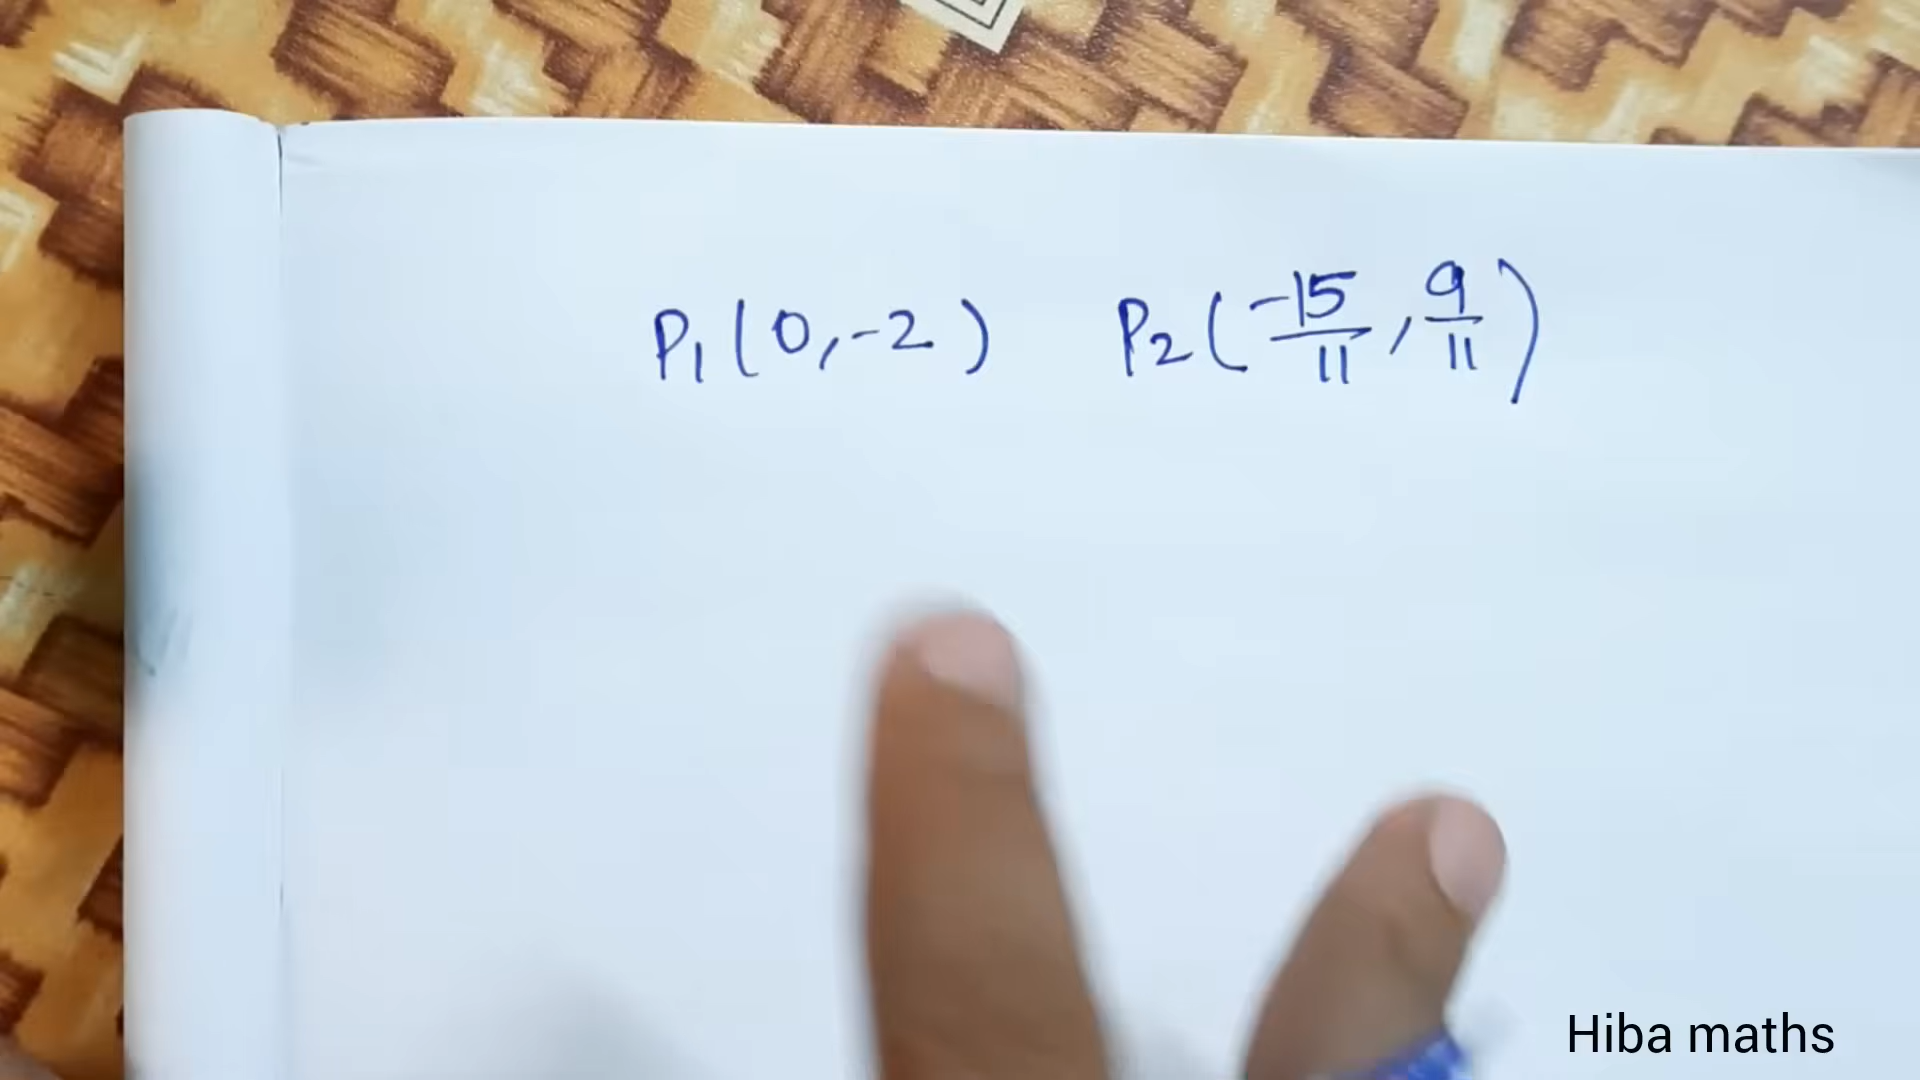 P₁(0,-2) P₂(-15/11, 9/11)
Hiba maths